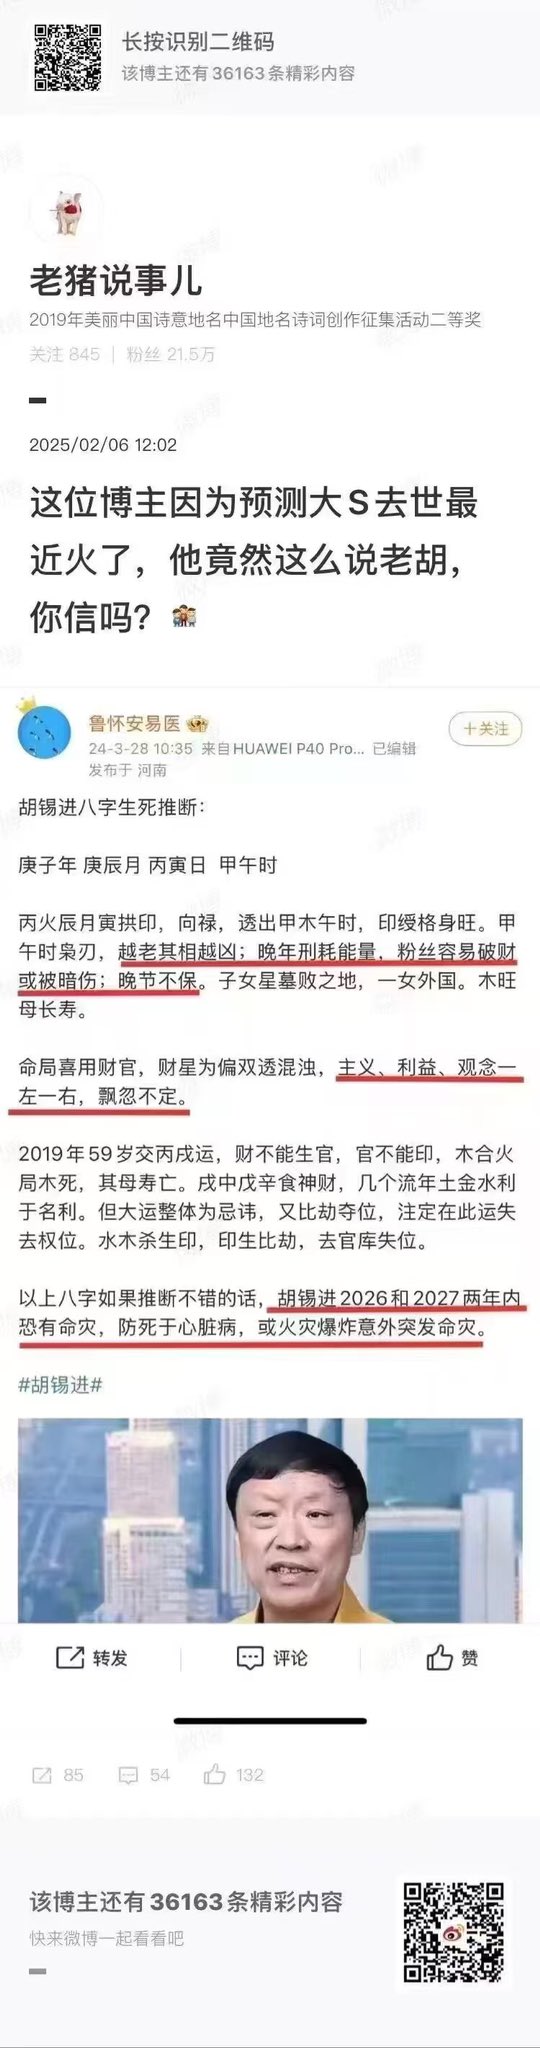 长按识别二维码
该博主还有36163条精彩内容
老猪说事儿
2019年美丽中国诗意地名中国地名诗词创作征集活动二等奖
关注 845 | 粉丝 21.5万
2025/02/06 12:02
这位博主因为预测大S去世最
近火了，他竟然这么说老胡，
你信吗？
鲁怀安易医
＋关注
24-3-28 10:35 来自HUAWEI P40 Pro... 已编辑
发布于 河南
胡锡进八字生死推断：
庚子年 庚辰月 丙寅日 甲午时
丙火辰月寅拱印，向禄，透出甲木午时，印绶格身旺。甲
午时枭刃，越老其相越凶；晚年刑耗能量，粉丝容易破财
或被暗伤；晚节不保。子女星墓败之地，一女外国。木旺
母长寿。
命局喜用财官，财星为偏双透混浊，主义、利益、观念一
左一右，飘忽不定。
2019年59岁交丙戌运，财不能生官，官不能印，木合火
局木死，其母寿亡。戌中戊辛食神财，几个流年土金水利
于名利。但大运整体为忌讳，又比劫夺位，注定在此运失
去权位。水木杀生印，印生比劫，去官库失位。
以上八字如果推断不错的话，胡锡进2026和2027两年内
恐有命灾，防死于心脏病，或火灾爆炸意外突发命灾。
#胡锡进#
转发
评论
赞
85
54
132
该博主还有36163条精彩内容
快来微博一起看看吧